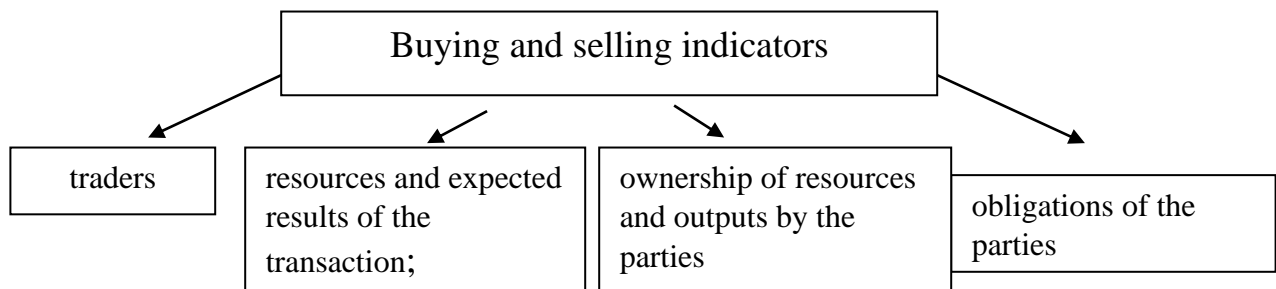 Buying and selling indicators
traders
resources and expected
results of the
transaction;
ownership of resources
and outputs by the
parties
obligations of the
parties